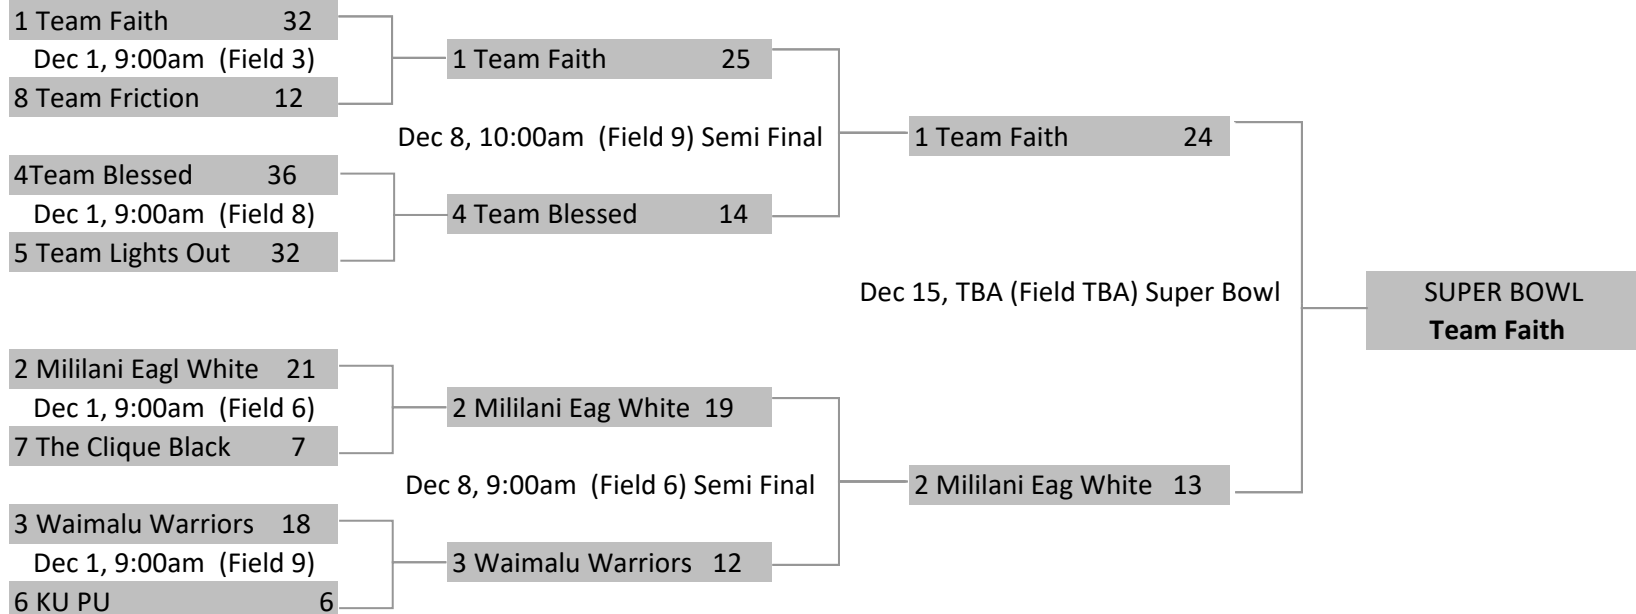 1 Team Faith 32
Dec 1, 9:00am (Field 3)
8 Team Friction 12
1 Team Faith 25
Dec 8, 10:00am (Field 9) Semi Final
4Team Blessed 36
Dec 1, 9:00am (Field 8)
5 Team Lights Out 32
4 Team Blessed 14
1 Team Faith 24
Dec 15, TBA (Field TBA) Super Bowl
SUPER BOWL
Team Faith
2 Mililani Eagl White 21
Dec 1, 9:00am (Field 6)
7 The Clique Black 7
2 Mililani Eag White 19
Dec 8, 9:00am (Field 6) Semi Final
2 Mililani Eag White 13
3 Waimalu Warriors 18
Dec 1, 9:00am (Field 9)
6 KU PU 6
3 Waimalu Warriors 12